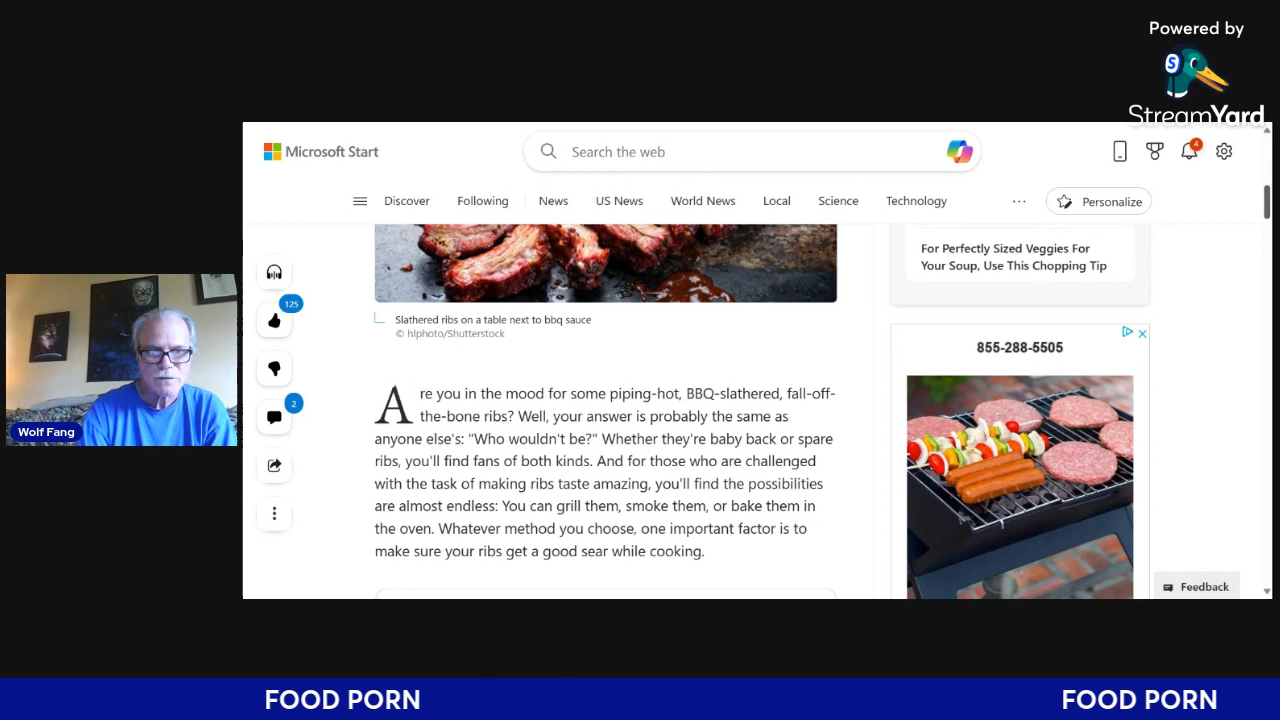 Powered by
S
StreamYard
Microsoft Start
Search the web
4
Discover
Following
News
US News
World News
Local
Science
Technology
...
Personalize
125
2
Slathered ribs on a table next to bbq sauce
© hlphoto/Shutterstock
Are you in the mood for some piping-hot, BBQ-slathered, fall-off-
the-bone ribs? Well, your answer is probably the same as
anyone else's: "Who wouldn't be?" Whether they're baby back or spare
ribs, you'll find fans of both kinds. And for those who are challenged
with the task of making ribs taste amazing, you'll find the possibilities
are almost endless: You can grill them, smoke them, or bake them in
the oven. Whatever method you choose, one important factor is to
make sure your ribs get a good sear while cooking.
For Perfectly Sized Veggies For
Your Soup, Use This Chopping Tip
855-288-5505
Feedback
Wolf Fang
FOOD PORN
FOOD PORN